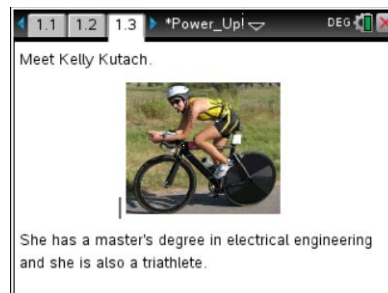 1.1 1.2 1.3 *Power_Up! DEG
Meet Kelly Kutach.
She has a master's degree in electrical engineering
and she is also a triathlete.